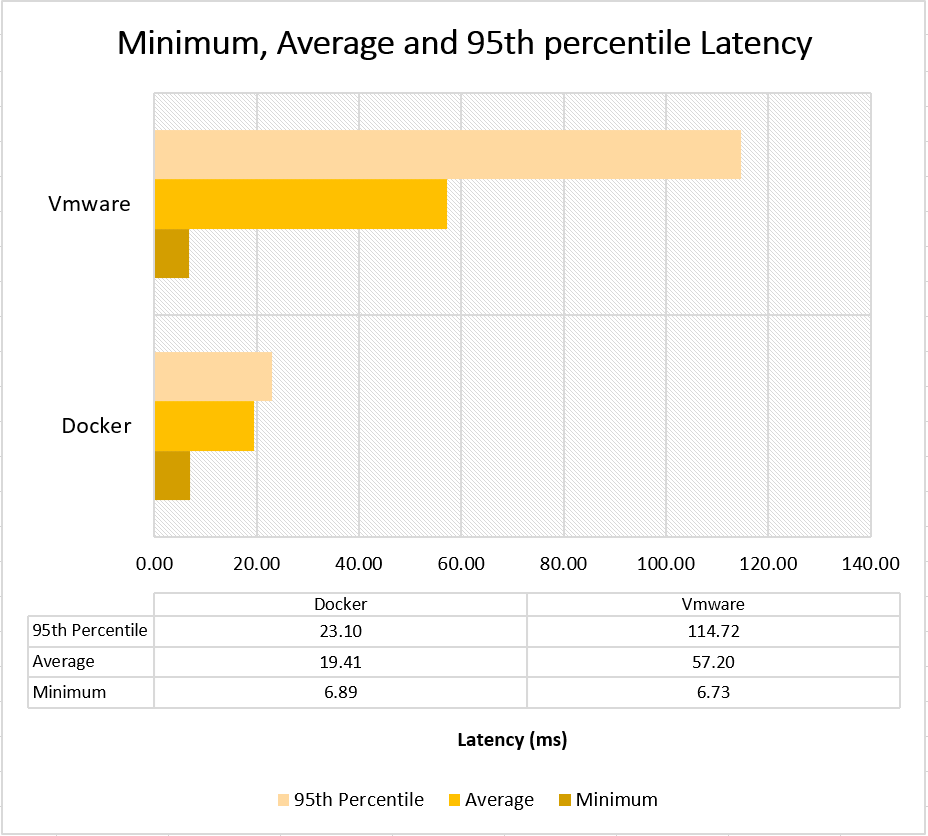 Minimum, Average and 95th percentile Latency
Vmware
Docker
0.00 20.00 40.00 60.00 80.00 100.00 120.00 140.00
Docker Vmware
95th Percentile 23.10 114.72
Average 19.41 57.20
Minimum 6.89 6.73
Latency (ms)
95th Percentile Average Minimum